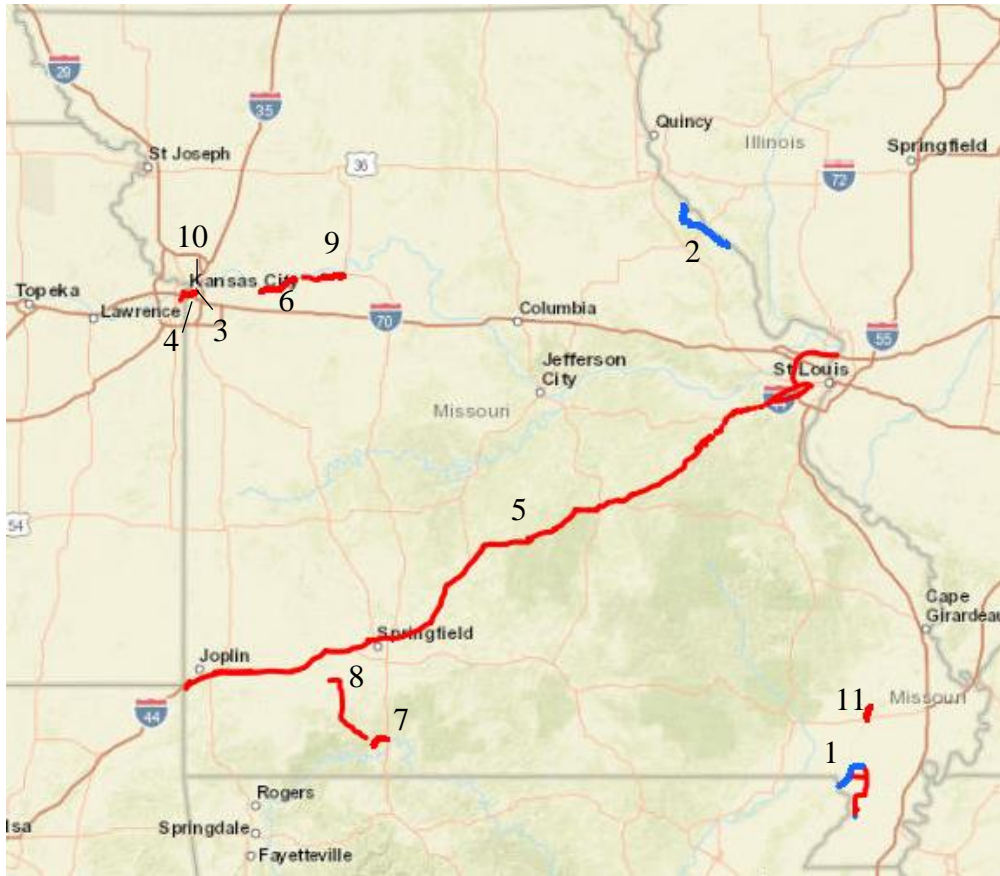 29
35
Quincy
Illinois
Springfield
St Joseph
36
72
10
9
2
Kansas City
Topeka
Lawrence
6
4
3
70
Columbia
55
Jefferson
City
St Louis
Missouri
44
5
54
Cape
Girardeau
Springfield
Joplin
8
11
Missouri
44
7
1
Rogers
Springdale
Fayetteville
lsa